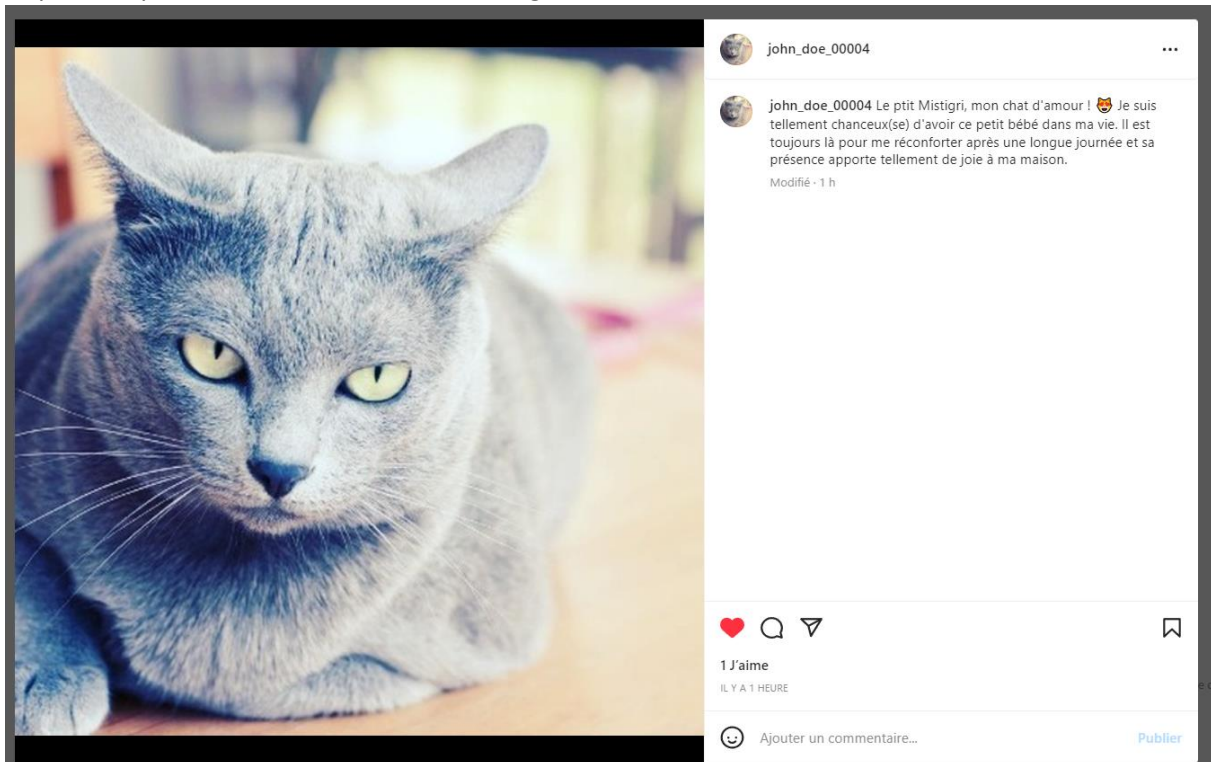 john_doe_00004
john_doe_00004 Le ptit Mistigri, mon chat d'amour ! 😻 Je suis
tellement chanceux(se) d'avoir ce petit bébé dans ma vie. Il est
toujours là pour me réconforter après une longue journée et sa
présence apporte tellement de joie à ma maison.
Modifié · 1 h
1 J'aime
IL Y A 1 HEURE
Ajouter un commentaire...
Publier